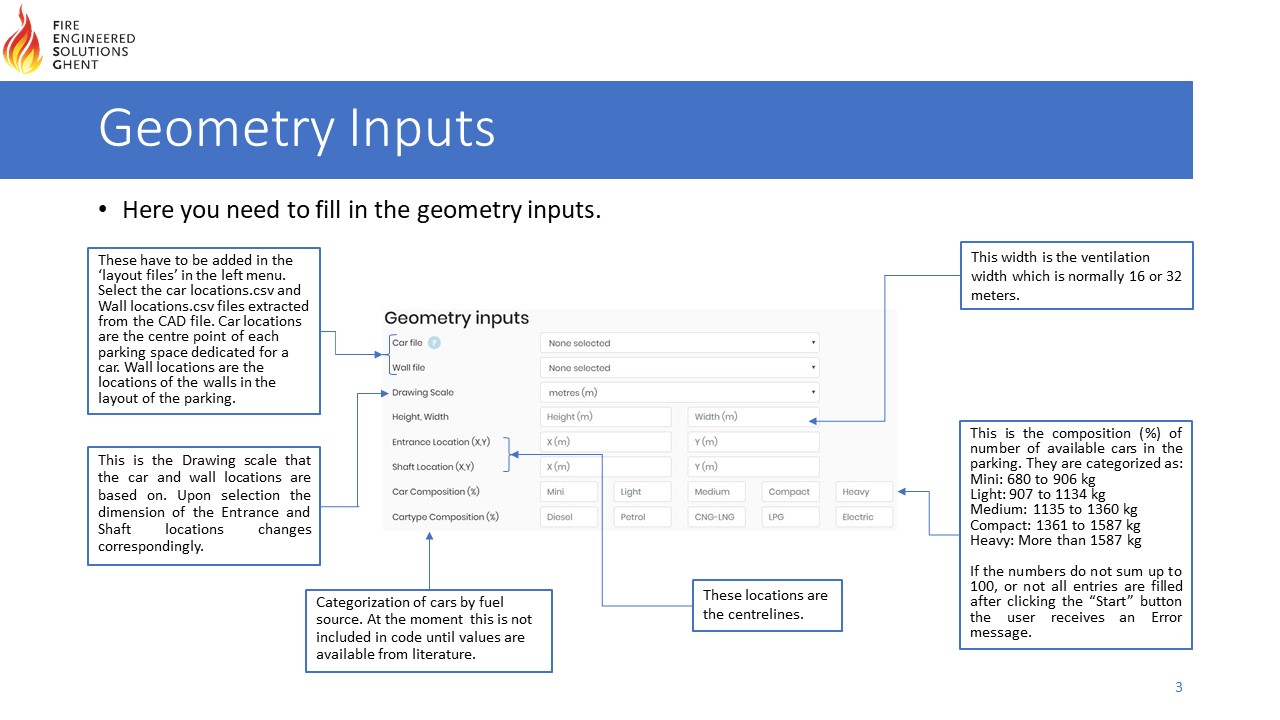 FIRE
ENGINEERED
SOLUTIONS
GHENT
Geometry Inputs
• Here you need to fill in the geometry inputs.
These have to be added in the
‘layout files’ in the left menu.
Select the car locations.csv and
Wall locations.csv files extracted
from the CAD file. Car locations
are the centre point of each
parking space dedicated for a
car. Wall locations are the
locations of the walls in the
layout of the parking.
This is the Drawing scale that
the car and wall locations are
based on. Upon selection the
dimension of the Entrance and
Shaft locations changes
correspondingly.
Geometry inputs
Car file ? None selected
Wall file None selected
Drawing Scale metres (m)
Height, Width Height (m) Width (m)
Entrance Location (X,Y) X (m) Y (m)
Shaft Location (X,Y) X (m) Y (m)
Car Composition (%) Mini Light Medium Compact Heavy
Cartype Composition (%) Diesel Petrol CNG-LNG LPG Electric
This width is the ventilation
width which is normally 16 or 32
meters.
This is the composition (%) of
number of available cars in the
parking. They are categorized as:
Mini: 680 to 906 kg
Light: 907 to 1134 kg
Medium: 1135 to 1360 kg
Compact: 1361 to 1587 kg
Heavy: More than 1587 kg
If the numbers do not sum up to
100, or not all entries are filled
after clicking the “Start” button
the user receives an Error
message.
Categorization of cars by fuel
source. At the moment this is not
included in code until values are
available from literature.
These locations are
the centrelines.
3